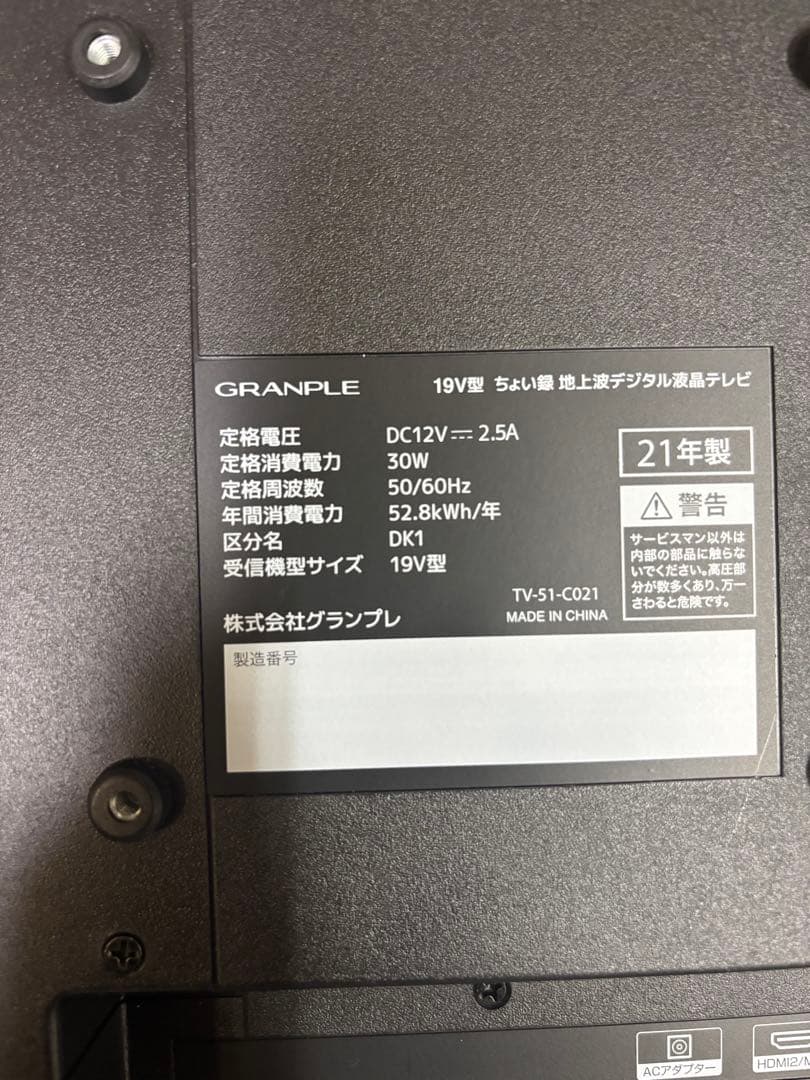 GRANPLE 19V型 ちょい録 地上波デジタル液晶テレビ
定格電圧 DC12V⎓2.5A
定格消費電力 30W
定格周波数 50/60Hz
年間消費電力 52.8kWh/年
区分名 DK1
受信機型サイズ 19V型
21年製
⚠警告
サービスマン以外は
内部の部品に触らな
いでください。高圧部
分が数多くあり、万一
さわると危険です。
TV-51-C021
株式会社グランプレ MADE IN CHINA
製造番号
ACアダプター
HDMI2/M